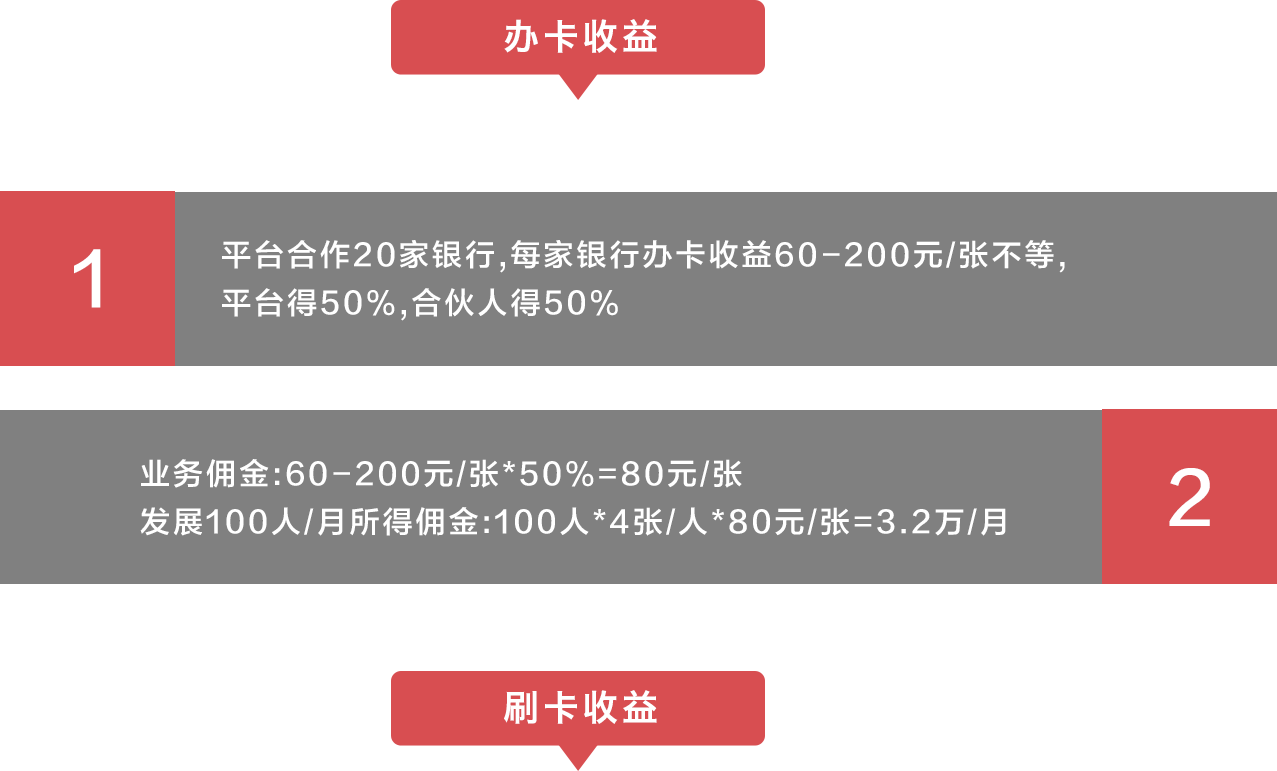 办卡收益
1
平台合作20家银行,每家银行办卡收益60-200元/张不等,
平台得50%,合伙人得50%
业务佣金:60-200元/张*50%=80元/张
发展100人/月所得佣金:100人*4张/人*80元/张=3.2万/月
2
刷卡收益